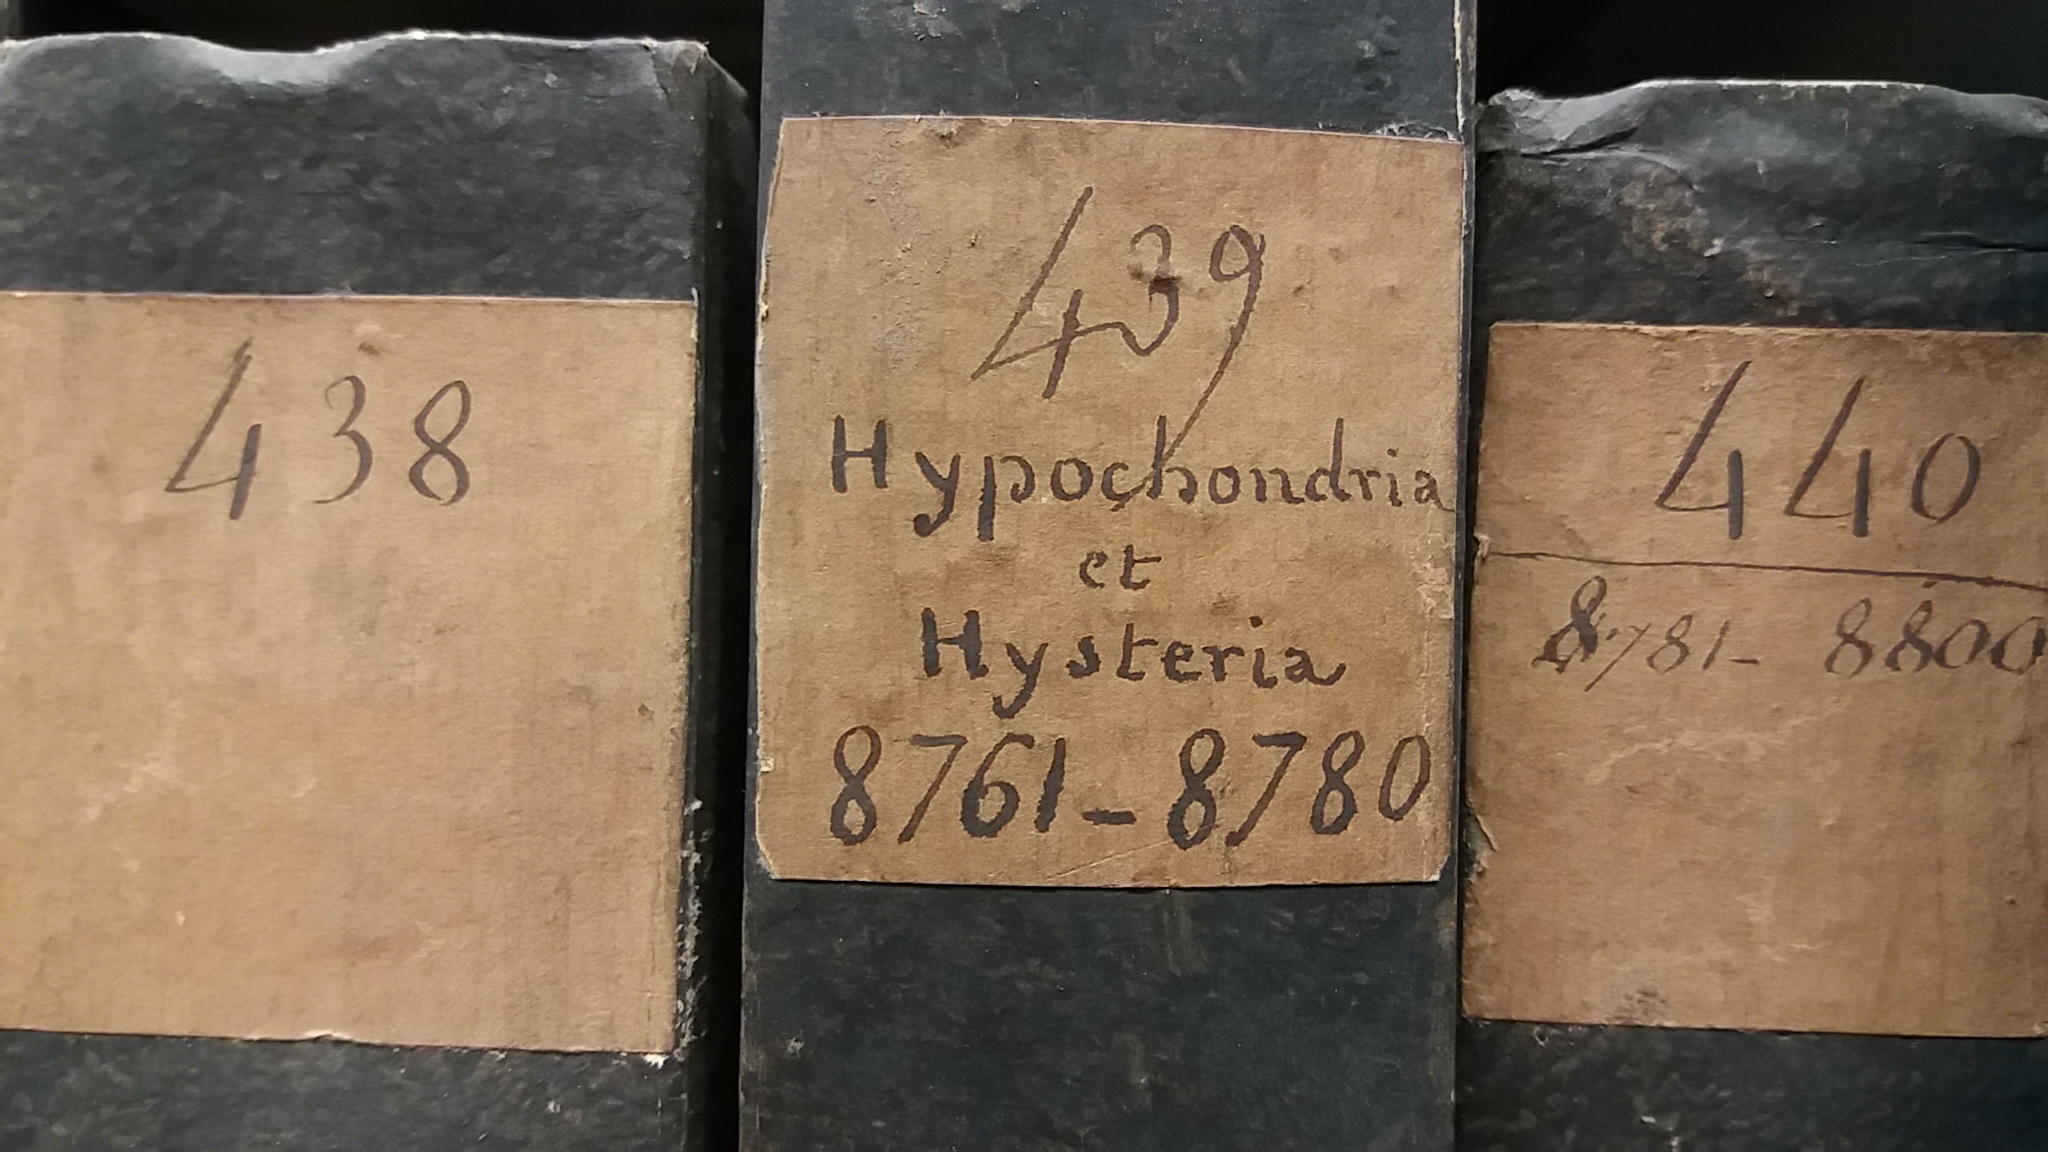 438
439
Hypochondria
et
Hysteria
8761-8780
440
8781- 8800